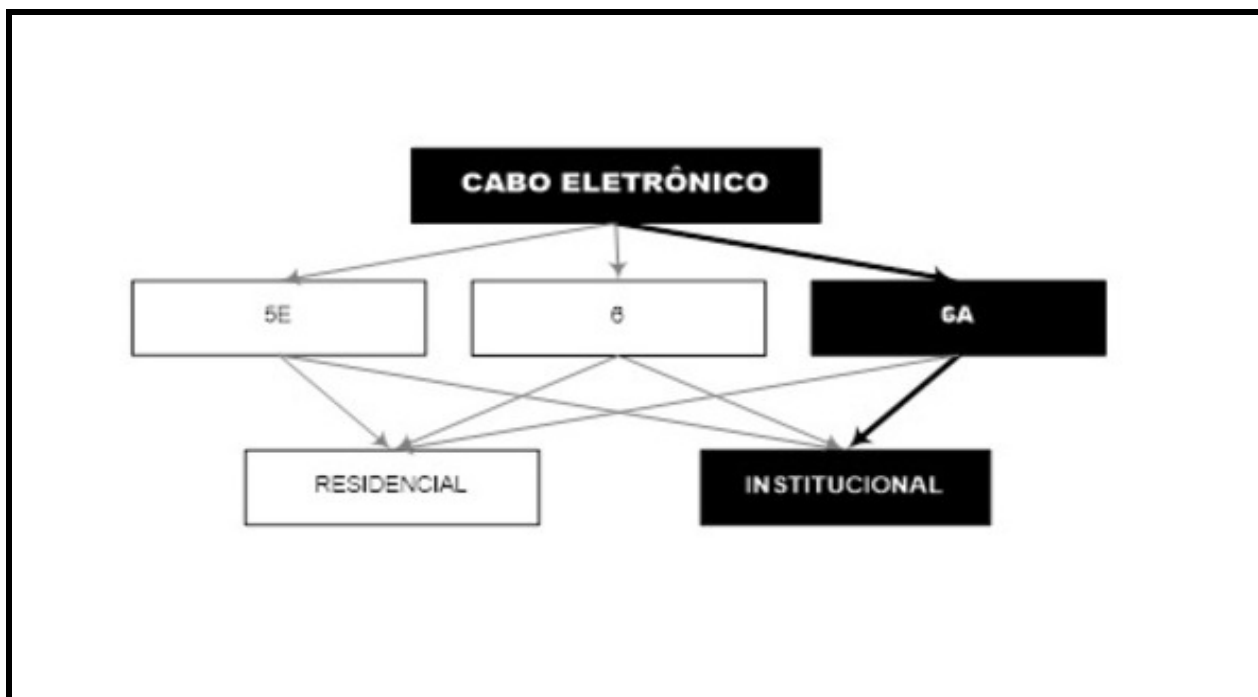 CABO ELETRÔNICO
5E
6
6A
RESIDENCIAL
INSTITUCIONAL